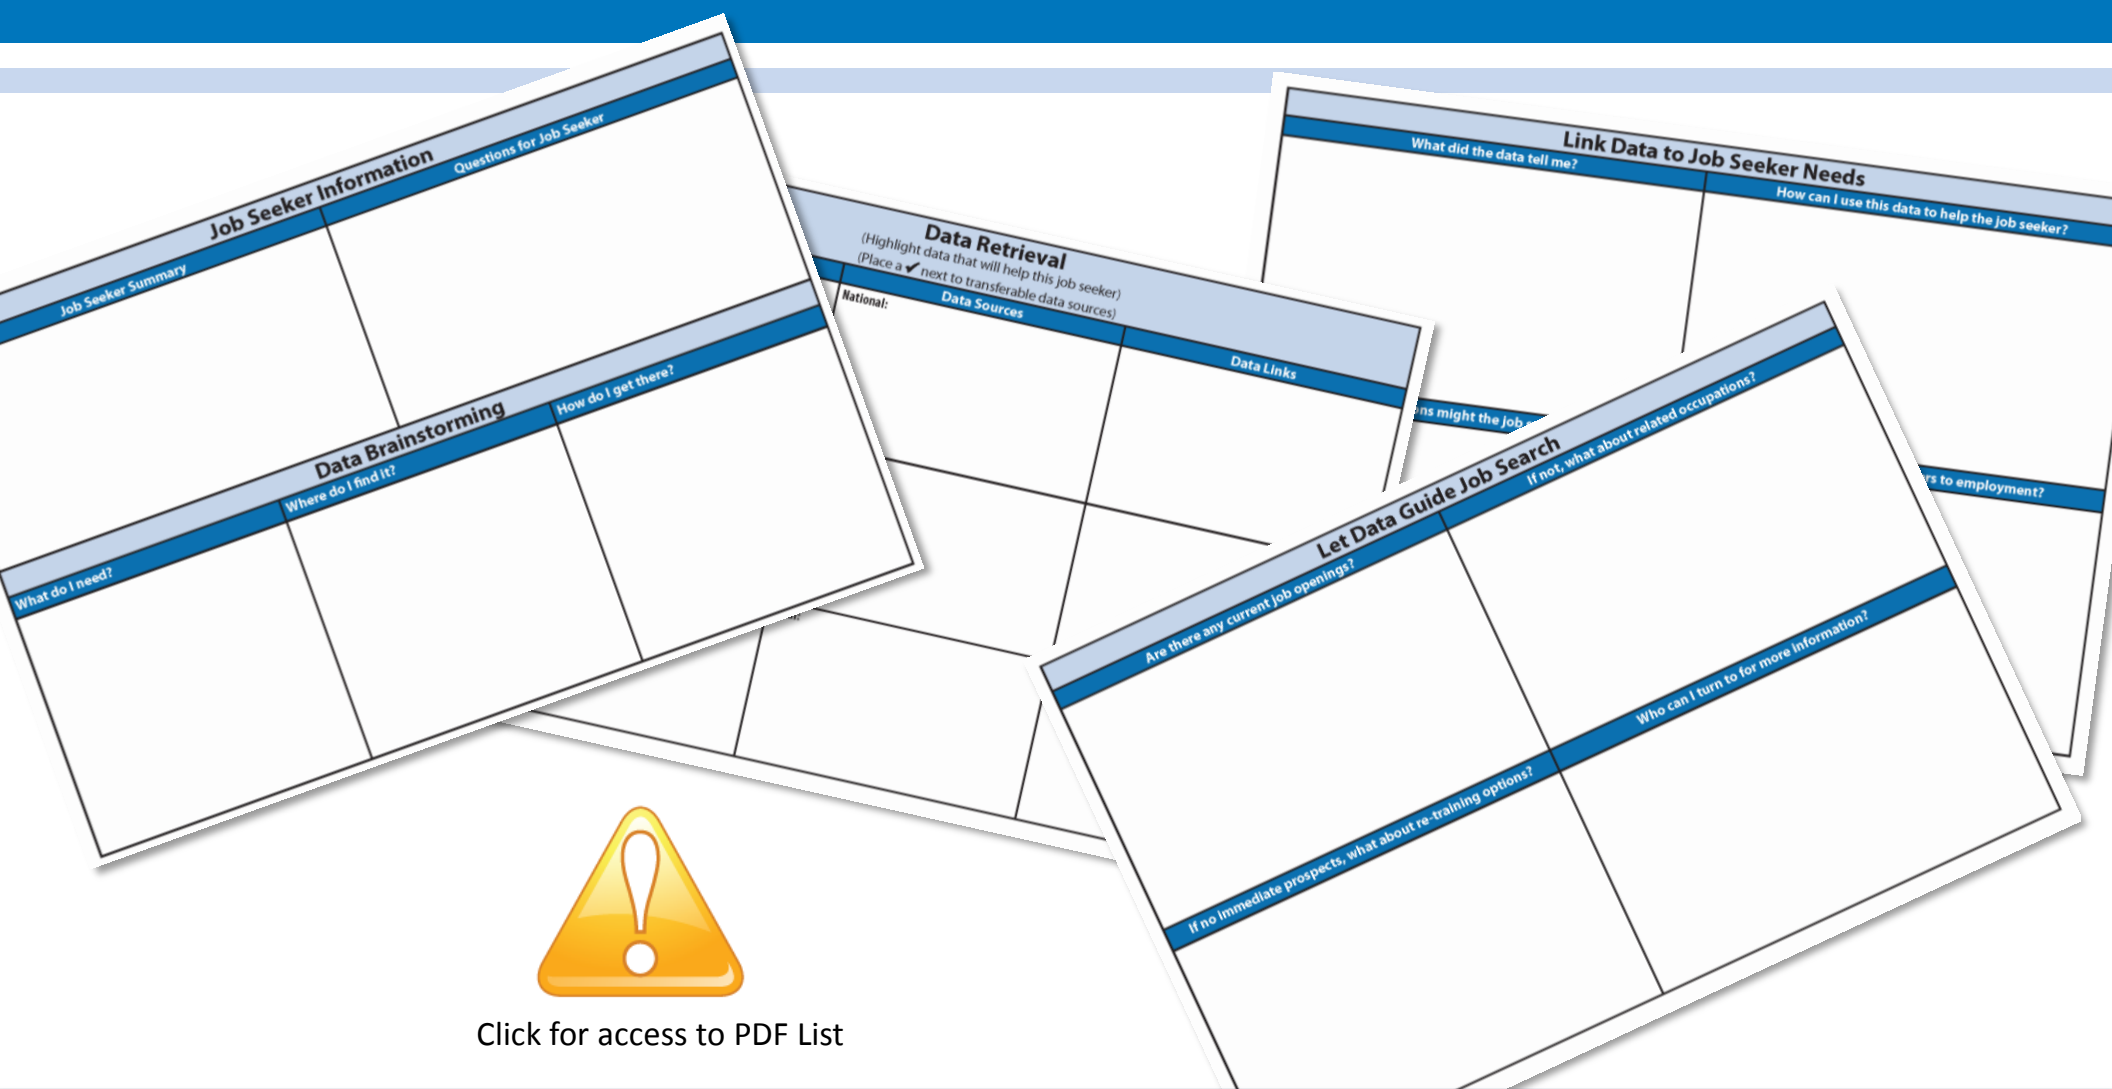 Job Seeker Information
Job Seeker Summary
Questions for Job Seeker
Data Brainstorming
What do I need?
Where do I find it?
How do I get there?
Data Retrieval
(Highlight data that will help this job seeker)
(Place a ✔ next to transferable data sources)
Data Sources
Data Links
National:
Link Data to Job Seeker Needs
What did the data tell me?
How can I use this data to help the job seeker?
might the job
to employment?
Let Data Guide Job Search
Are there any current job openings?
If not, what about related occupations?
If no immediate prospects, what about re-training options?
Who can I turn to for more information?
Click for access to PDF List